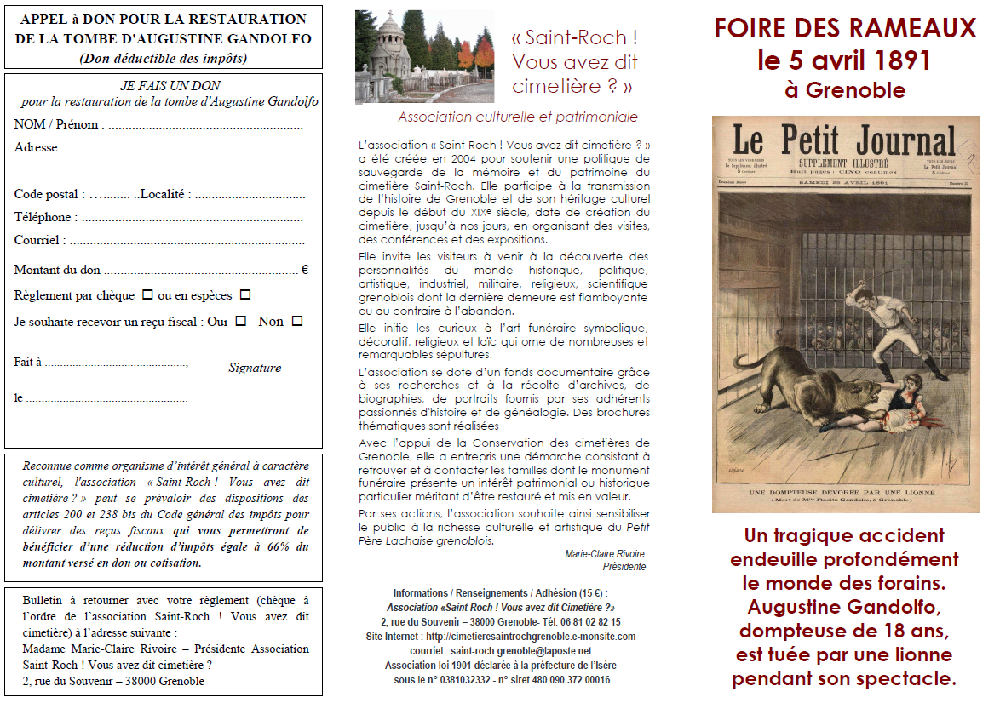 APPEL à DON POUR LA RESTAURATION
DE LA TOMBE D'AUGUSTINE GANDOLFO
(Don déductible des impôts)
JE FAIS UN DON
pour la restauration de la tombe d'Augustine Gandolfo
NOM / Prénom : .........................................................
Adresse : .....................................................................
.....................................................................................
Code postal : …........ ..Localité : ................................
Téléphone : .................................................................
Courriel : .....................................................................
Montant du don ......................................................... €
Règlement par chèque ☐ ou en espèces ☐
Je souhaite recevoir un reçu fiscal : Oui ☐ Non ☐
Fait à ...........................................,
Signature
le ................................................
Reconnue comme organisme d'intérêt général à caractère
culturel, l'association « Saint-Roch ! Vous avez dit
cimetière ? » peut se prévaloir des dispositions des
articles 200 et 238 bis du Code général des impôts pour
délivrer des reçus fiscaux qui vous permettront de
bénéficier d'une réduction d'impôts égale à 66% du
montant versé en don ou cotisation.
Bulletin à retourner avec votre règlement (chèque à
l'ordre de l'association Saint-Roch ! Vous avez dit
cimetière) à l'adresse suivante :
Madame Marie-Claire Rivoire – Présidente Association
Saint-Roch ! Vous avez dit cimetière ?
2, rue du Souvenir – 38000 Grenoble
« Saint-Roch !
Vous avez dit
cimetière ? »
Association culturelle et patrimoniale
L'association « Saint-Roch ! Vous avez dit cimetière ? »
a été créée en 2004 pour soutenir une politique de
sauvegarde de la mémoire et du patrimoine du
cimetière Saint-Roch. Elle participe à la transmission
de l'histoire de Grenoble et de son héritage culturel
depuis le début du XIXe siècle, date de création du
cimetière, jusqu'à nos jours, en organisant des visites,
des conférences et des expositions.
Elle invite les visiteurs à venir à la découverte des
personnalités du monde historique, politique,
artistique, industriel, militaire, religieux, scientifique
grenoblois dont la dernière demeure est flamboyante
ou au contraire à l'abandon.
Elle initie les curieux à l'art funéraire symbolique,
décoratif, religieux et laïc qui orne de nombreuses et
remarquables sépultures.
L'association se dote d'un fonds documentaire grâce
à ses recherches et à la récolte d'archives, de
biographies, de portraits fournis par ses adhérents
passionnés d'histoire et de généalogie. Des brochures
thématiques sont réalisées
Avec l'appui de la Conservation des cimetières de
Grenoble, elle a entrepris une démarche consistant à
retrouver et à contacter les familles dont le monument
funéraire présente un intérêt patrimonial ou historique
particulier méritant d'être restauré et mis en valeur.
Par ses actions, l'association souhaite ainsi sensibiliser
le public à la richesse culturelle et artistique du Petit
Père Lachaise grenoblois.
Marie-Claire Rivoire
Présidente
Informations / Renseignements / Adhésion (15 €) :
Association «Saint Roch ! Vous avez dit Cimetière ?»
2, rue du Souvenir – 38000 Grenoble- Tél. 06 81 02 82 15
Site Internet : http://cimetieresaintrochgrenoble.e-monsite.com
courriel : saint-roch.grenoble@laposte.net
Association loi 1901 déclarée à la préfecture de l'Isère
sous le n° 0381032332 - n° siret 480 090 372 00016
FOIRE DES RAMEAUX
le 5 avril 1891
à Grenoble
Le Petit Journal
TOUS LES VENDREDIS
Le Supplément illustré
5 Centimes
SUPPLÉMENT ILLUSTRÉ
Huit pages : CINQ centimes
TOUS LES JOURS
Le Petit Journal
5 Centimes
Deuxième Année
SAMEDI 25 AVRIL 1891
Numéro 22
UNE DOMPTEUSE DÉVORÉE PAR UNE LIONNE
(Mort de Mlle Rosita Gandolfo, à Grenoble)
Un tragique accident
endeuille profondément
le monde des forains.
Augustine Gandolfo,
dompteuse de 18 ans,
est tuée par une lionne
pendant son spectacle.